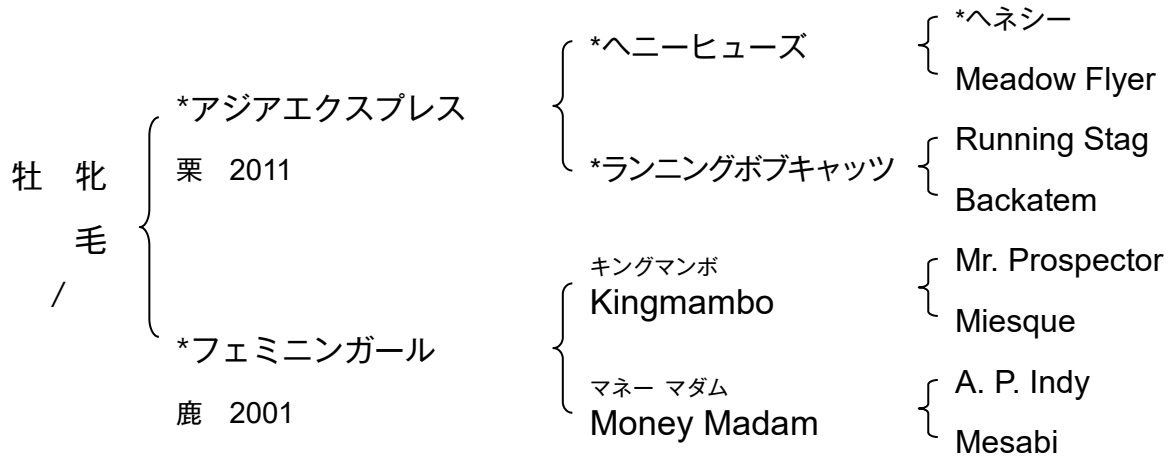 *ヘネシー
*ヘニーヒューズ
Meadow Flyer
*アジアエクスプレス
栗 2011
Running Stag
*ランニングボブキャッツ
Backatem
牡 牝
毛
/
キングマンボ
Kingmambo
Mr. Prospector
Miesque
*フェミニンガール
鹿 2001
マネー マダム
Money Madam
A. P. Indy
Mesabi